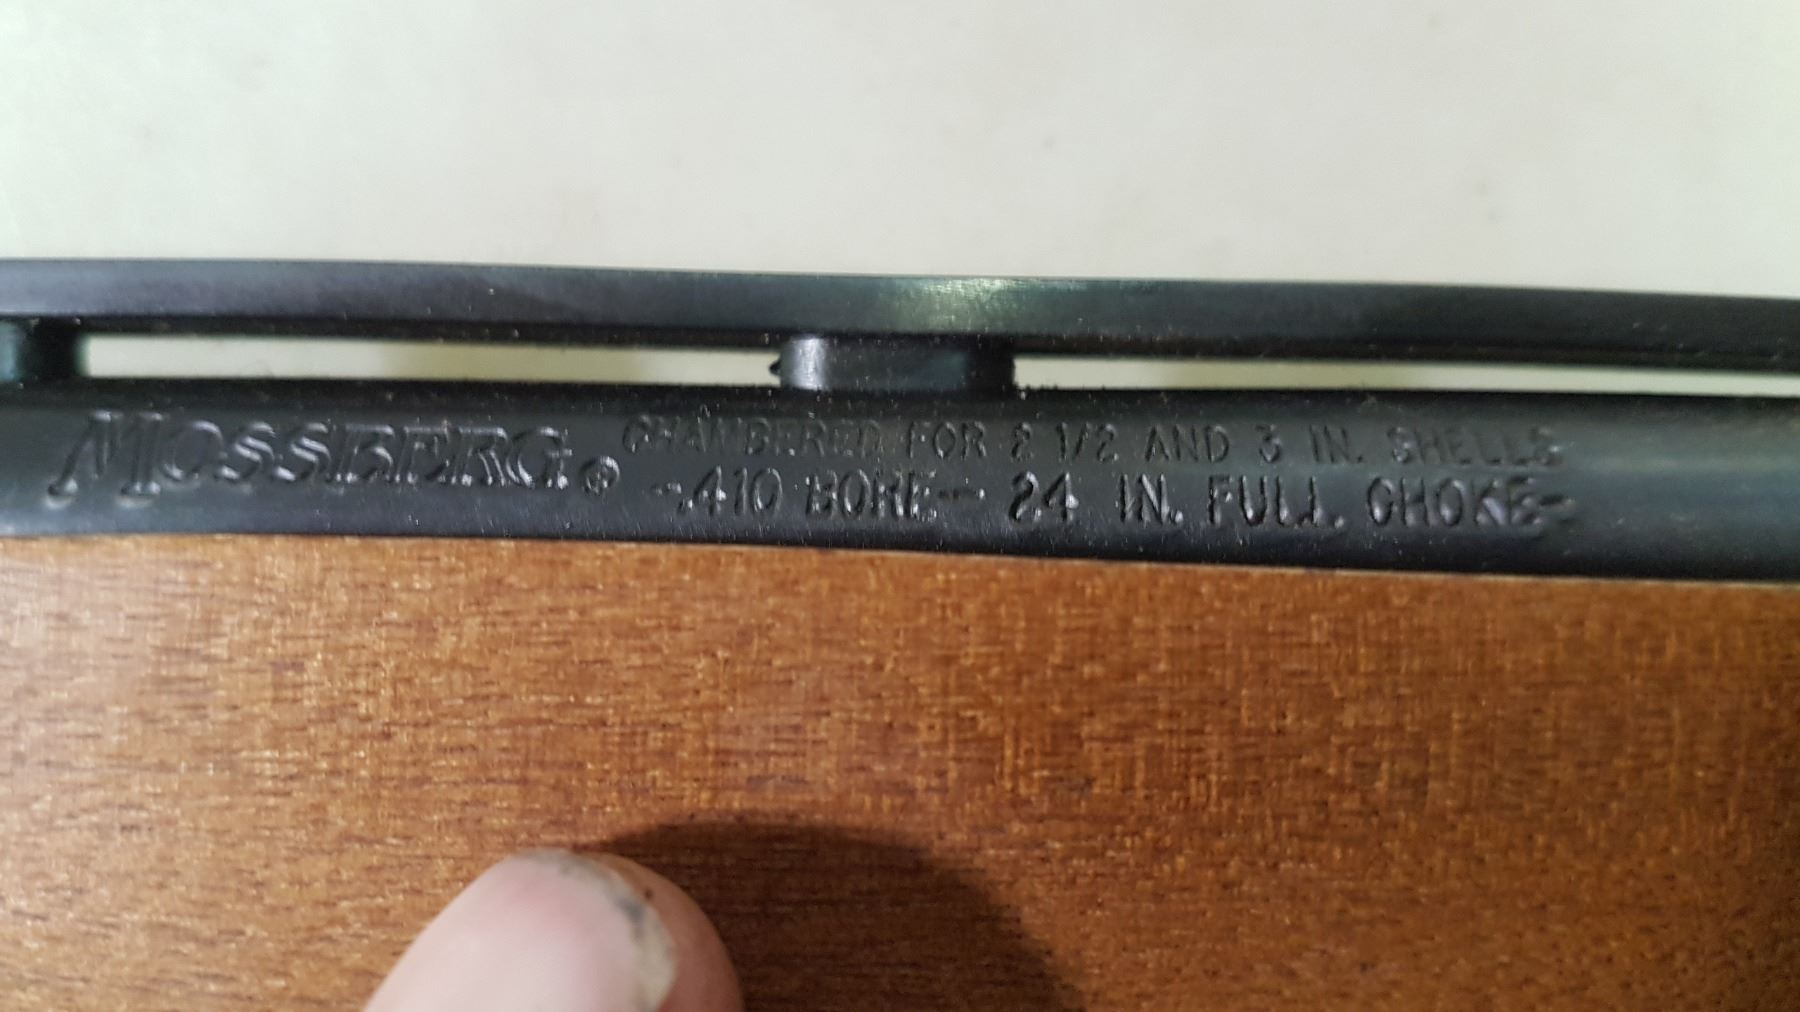 MOSSBERG®
CHAMBERED FOR 2 1/2 AND 3 IN. SHELLS
-.410 BORE- 24 IN. FULL CHOKE-